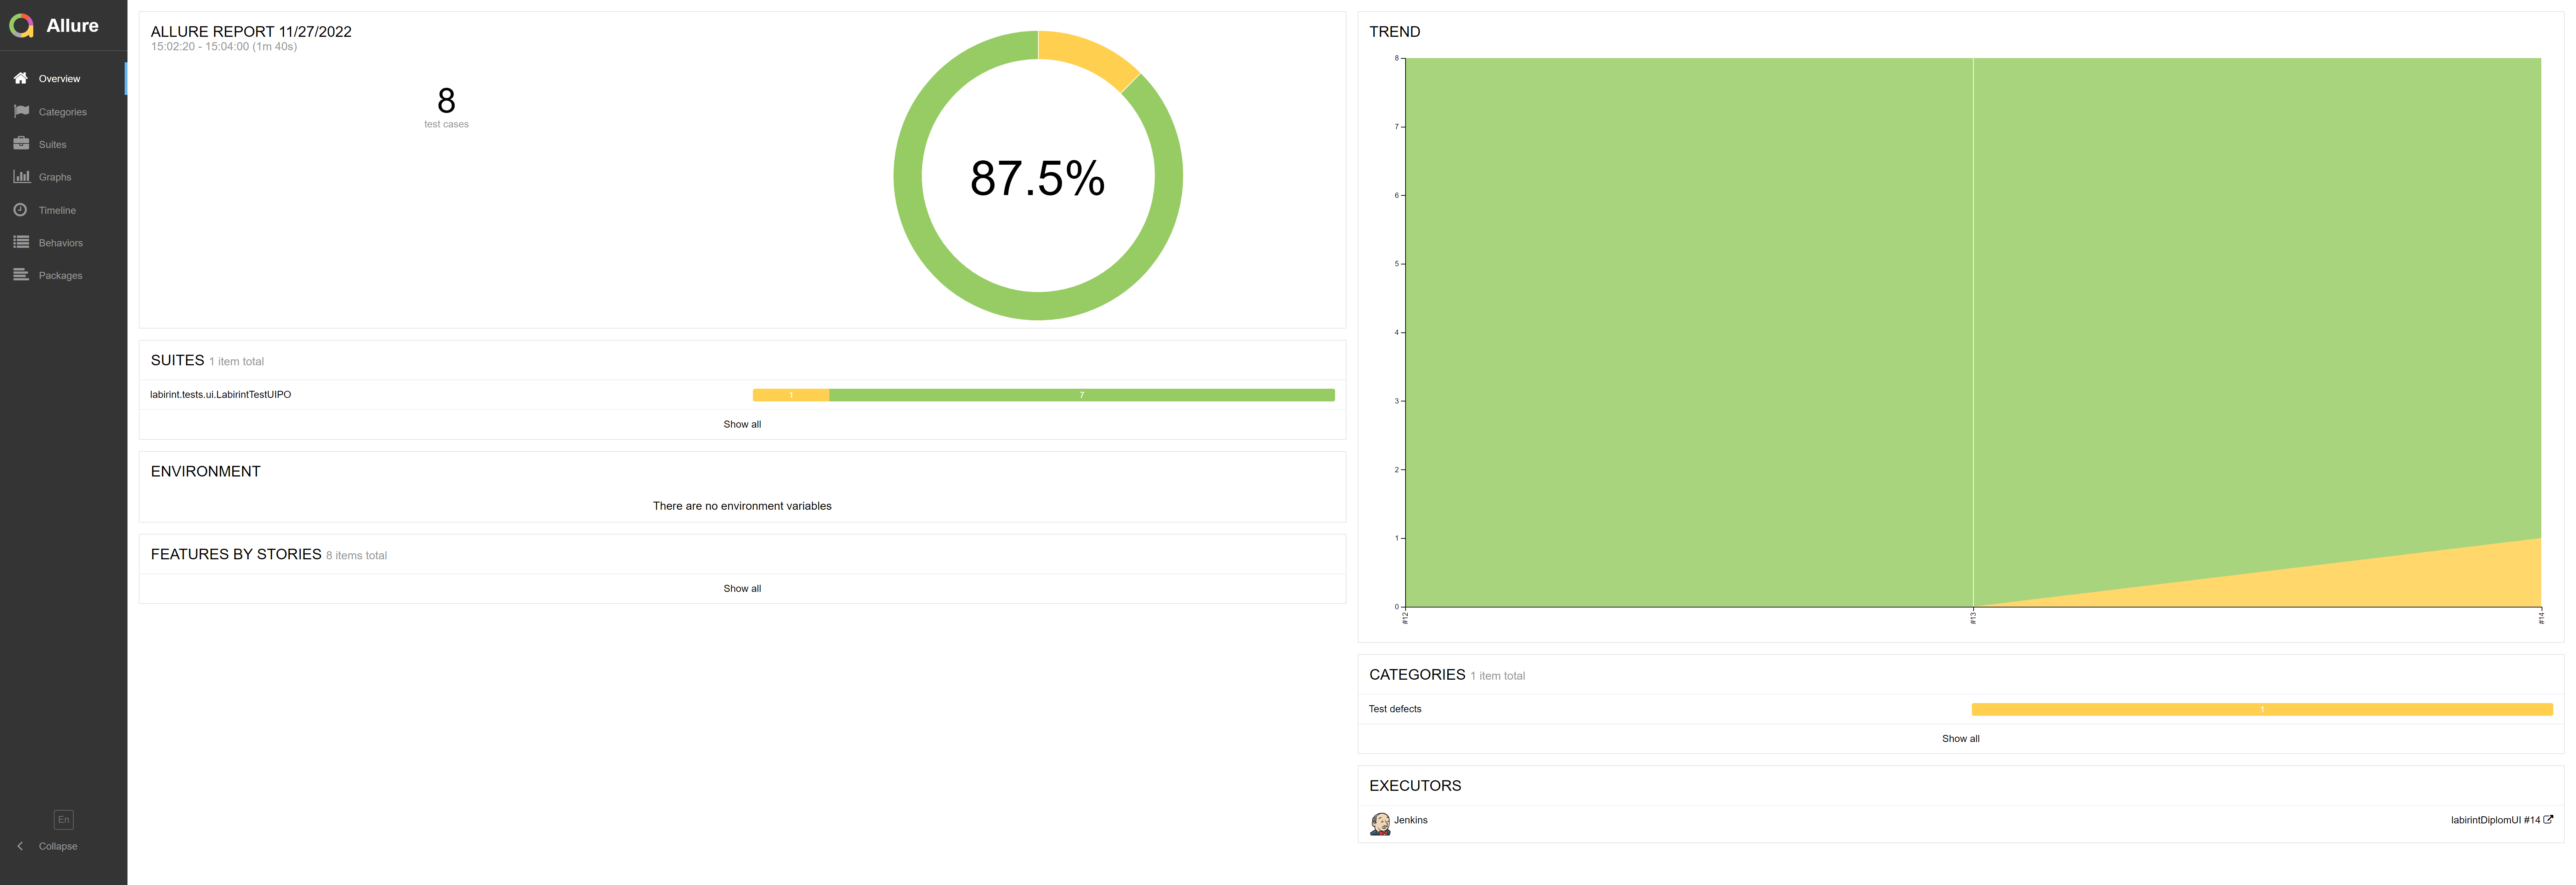 Allure
Overview
Categories
Suites
Graphs
Timeline
Behaviors
Packages
En
Collapse
ALLURE REPORT 11/27/2022
15:02:20 - 15:04:00 (1m 40s)
8
test cases
87.5%
SUITES 1 item total
labirint.tests.ui.LabirintTestUIPO
1
7
Show all
ENVIRONMENT
There are no environment variables
FEATURES BY STORIES 8 items total
Show all
TREND
8
7
6
5
4
3
2
1
0
#12
#13
#14
CATEGORIES 1 item total
Test defects
1
Show all
EXECUTORS
Jenkins
labirintDiplomUI #14